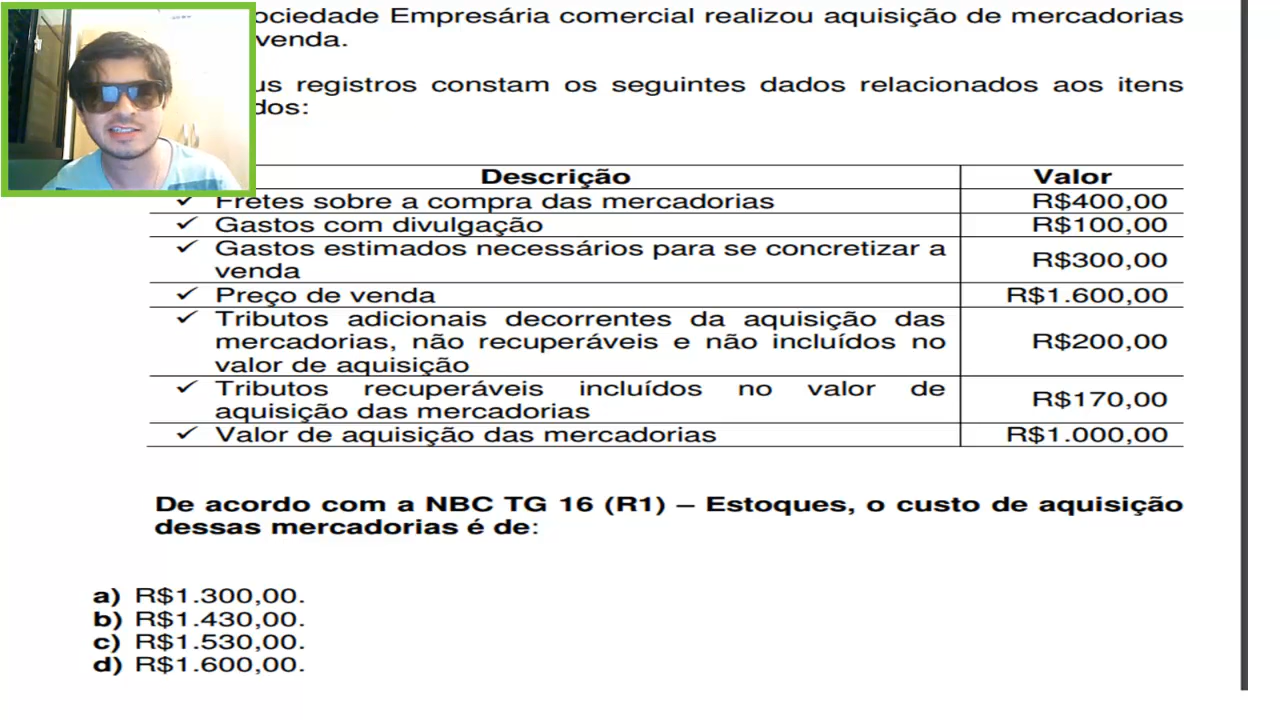 ociedade Empresária comercial realizou aquisição de mercadorias
venda.
us registros constam os seguintes dados relacionados aos itens
dos:
Descrição Valor
✓ Fretes sobre a compra das mercadorias R$400,00
✓ Gastos com divulgação R$100,00
✓ Gastos estimados necessários para se concretizar a
venda R$300,00
✓ Preço de venda R$1.600,00
✓ Tributos adicionais decorrentes da aquisição das
mercadorias, não recuperáveis e não incluídos no R$200,00
valor de aquisição
✓ Tributos recuperáveis incluídos no valor de
aquisição das mercadorias R$170,00
✓ Valor de aquisição das mercadorias R$1.000,00
De acordo com a NBC TG 16 (R1) – Estoques, o custo de aquisição
dessas mercadorias é de:
a) R$1.300,00.
b) R$1.430,00.
c) R$1.530,00.
d) R$1.600,00.